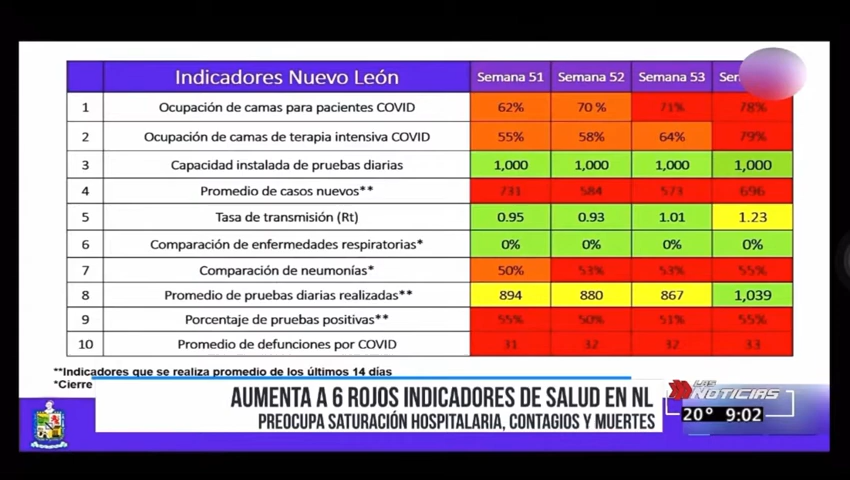 Indicadores Nuevo León Semana 51 Semana 52 Semana 53
1 Ocupación de camas para pacientes COVID 62% 70 % 71% 78%
2 Ocupación de camas de terapia intensiva COVID 55% 58% 64% 79%
3 Capacidad instalada de pruebas diarias 1,000 1,000 1,000 1,000
4 Promedio de casos nuevos** 731 584 573 696
5 Tasa de transmisión (Rt) 0.95 0.93 1.01 1.23
6 Comparación de enfermedades respiratorias* 0% 0% 0% 0%
7 Comparación de neumonías* 50% 53% 53% 55%
8 Promedio de pruebas diarias realizadas** 894 880 867 1,039
9 Porcentaje de pruebas positivas** 55% 50% 51% 55%
10 Promedio de defunciones por COVID 31 32 32 33
**Indicadores que se realiza promedio de los últimos 14 días
*Cierre
AUMENTA A 6 ROJOS INDICADORES DE SALUD EN NL
PREOCUPA SATURACIÓN HOSPITALARIA, CONTAGIOS Y MUERTES
LAS NOTICIAS
20° 9:02